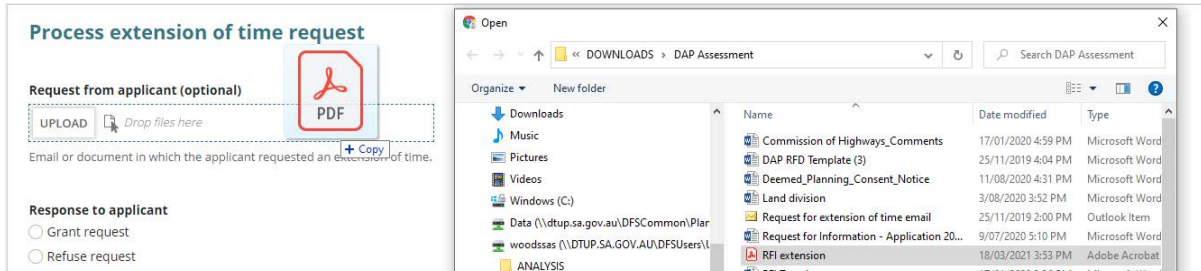 Process extension of time request
Request from applicant (optional)
UPLOAD Drop files here
PDF
+ Copy
Email or document in which the applicant requested an extension of time.
Response to applicant
Grant request
Refuse request
Open
« DOWNLOADS > DAP Assessment
Search DAP Assessment
Organize New folder
Downloads
Music
Pictures
Videos
Windows (C:)
Data (\\dtup.sa.gov.au\DFSCommon\Plar
woodssas (\\DTUP.SA.GOV.AU\DFSUsers\
ANALYSIS
Name Date modified Type
Commission of Highways_Comments 17/01/2020 4:59 PM Microsoft Word
DAP RFD Template (3) 25/11/2019 4:04 PM Microsoft Word
Deemed_Planning_Consent_Notice 11/08/2020 4:31 PM Microsoft Word
Land division 3/08/2020 3:52 PM Microsoft Word
Request for extension of time email 25/11/2019 2:00 PM Outlook Item
Request for Information - Application 20... 9/07/2020 5:10 PM Microsoft Word
RFI extension 18/03/2021 3:53 PM Adobe Acrobat